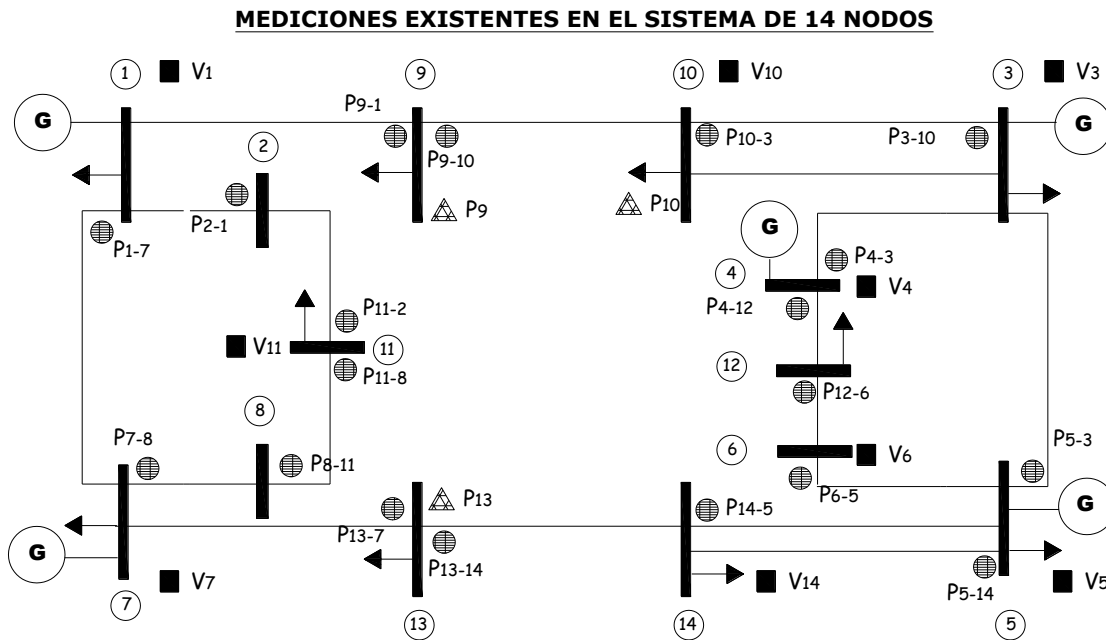 MEDICIONES EXISTENTES EN EL SISTEMA DE 14 NODOS
1 V1 9 10 V10 3 V3
G P9-1 P9-10 P10-3 P3-10 G
2
P2-1 P9 P10
P1-7
G
4 P4-3
P4-12 V4
P11-2
V11 11
P11-8
12
P12-6
8
P7-8 P8-11 6 V6 P5-3
P6-5
P13 P14-5 G
P13-7
G P13-14
V7 V14 P5-14 V5
7 13 14 5